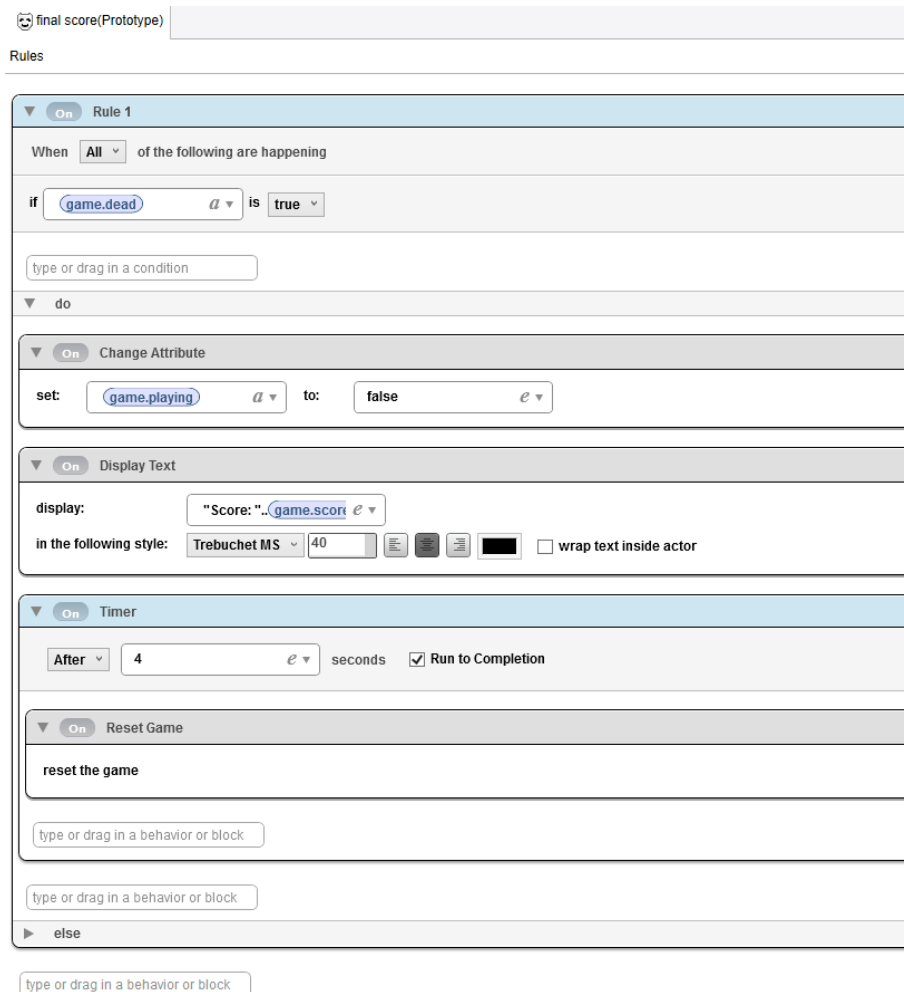 final score(Prototype)
Rules
On Rule 1
When All of the following are happening
if game.dead a is true
type or drag in a condition
do
On Change Attribute
set: game.playing a to: false e
On Display Text
display: "Score: "..game.score e
in the following style: Trebuchet MS 40 wrap text inside actor
On Timer
After 4 e seconds Run to Completion
On Reset Game
reset the game
type or drag in a behavior or block
type or drag in a behavior or block
else
type or drag in a behavior or block